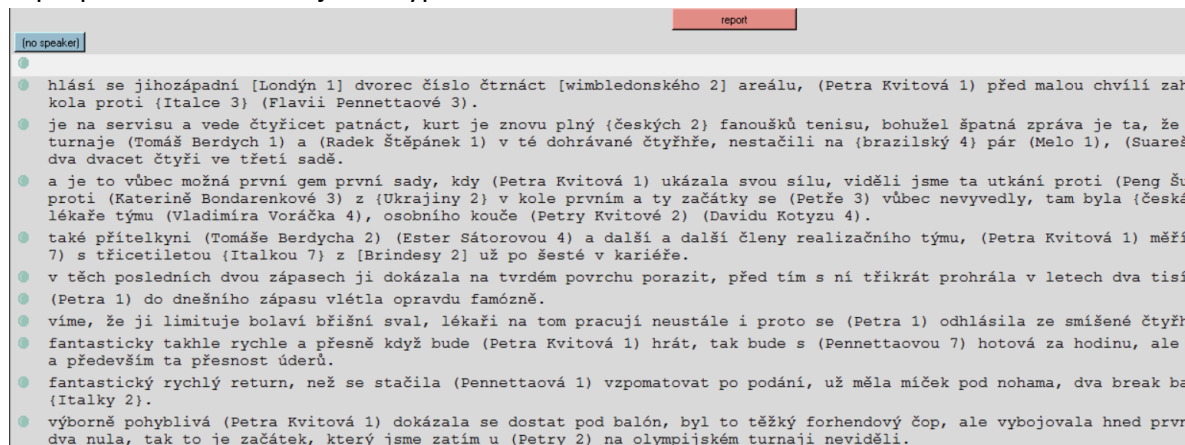 report
(no speaker)
hlásí se jihozápadní [Londýn 1] dvorec číslo čtrnáct [wimbledonského 2] areálu, (Petra Kvitová 1) před malou chvílí
kola proti {Italce 3} (Flavii Pennettaové 3).
je na servisu a vede čtyřicet patnáct, kurt je znovu plný {českých 2} fanoušků tenisu, bohužel špatná zpráva je ta, že
turnaje (Tomáš Berdych 1) a (Radek Štěpánek 1) v té dohrávané čtyřhře, nestačili na {brazilský 4} pár (Melo 1),
dva dvacet čtyři ve třetí sadě.
a je to vůbec možná první gem první sady, kdy (Petra Kvitová 1) ukázala svou sílu, viděli jsme ta utkání proti (Peng
proti (Kateřině Bondarenkové 3) z {Ukrajiny 2} v kole prvním a ty začátky se (Petře 3) vůbec nevyvedly, tam byla
lékaře týmu (Vladimíra Voráčka 4), osobního kouče (Petry Kvitové 2) (Davidu Kotyzu 4).
také přítelkyni (Tomáše Berdycha 2) (Ester Sátorovou 4) a další a další členy realizačního týmu, (Petra Kvitová 1) měří
7) s třicetiletou {Italkou 7} z [Brindesy 2] už po šesté v kariéře.
v těch posledních dvou zápasech ji dokázala na tvrdém povrchu porazit, před tím s ní třikrát prohrála v letech dva
(Petra 1) do dnešního zápasu vlétla opravdu famózně.
víme, že ji limituje bolaví břišní sval, lékaři na tom pracují neustále i proto se (Petra 1) odhlásila ze smíšené
fantasticky takhle rychle a přesně když bude (Petra Kvitová 1) hrát, tak bude s (Pennettaovou 7) hotová za hodinu, ale
a především ta přesnost úderů.
fantastický rychlý return, než se stačila (Pennettaová 1) vzpomatovat po podání, už měla míček pod nohama, dva break
{Italky 2}.
výborně pohyblivá (Petra Kvitová 1) dokázala se dostat pod balón, byl to těžký forhendový čop, ale vybojovala hned
dva nula, tak to je začátek, který jsme zatím u (Petry 2) na olympijském turnaji neviděli.